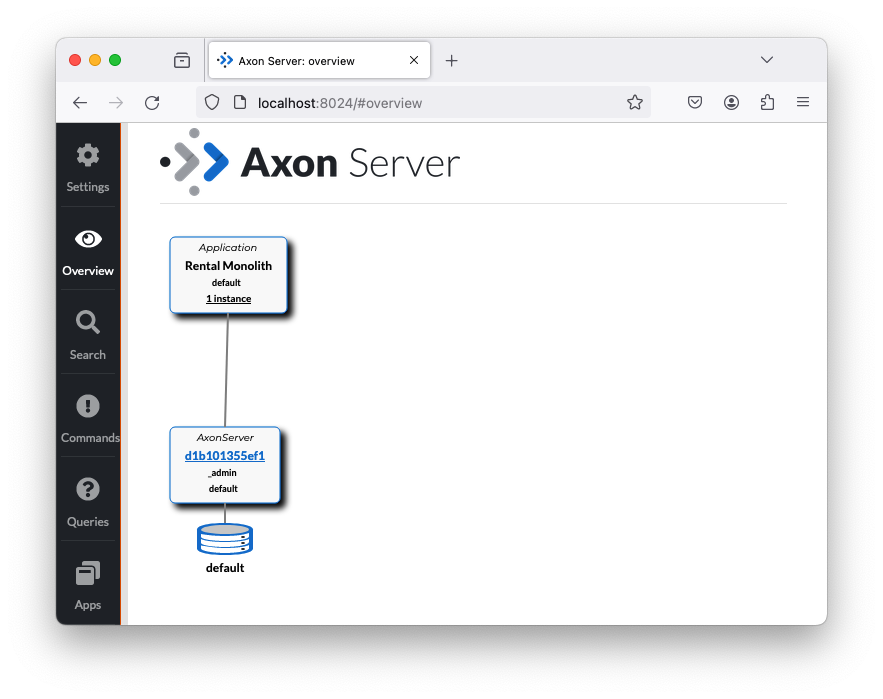 Axon Server: overview
localhost:8024/#overview
Settings
Overview
Search
Commands
Queries
Apps
Axon Server
Application
Rental Monolith
default
1 instance
AxonServer
d1b101355ef1
_admin
default
default